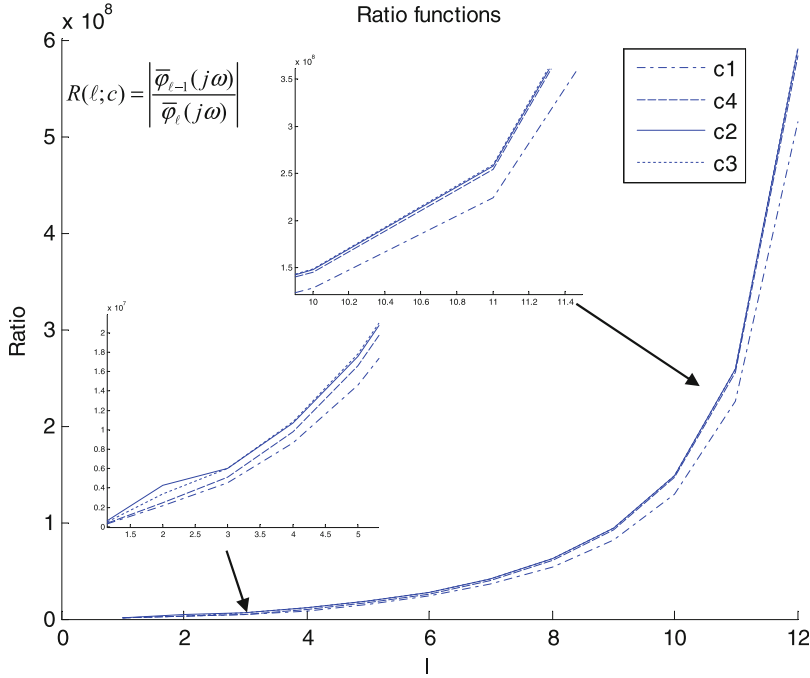 Ratio functions
x 10^8
R(ℓ;c) = |φ̅_{ℓ-1}(jω) / φ̅_ℓ(jω)|
c1
c4
c2
c3
6
5
4
3
2
1
0
Ratio
0 2 4 6 8 10 12
l
x 10^8
3.5
3
2.5
2
1.5
10 10.2 10.4 10.6 10.8 11 11.2 11.4
x 10^7
2
1.8
1.6
1.4
1.2
1
0.8
0.6
0.4
0.2
0
1.5 2 2.5 3 3.5 4 4.5 5